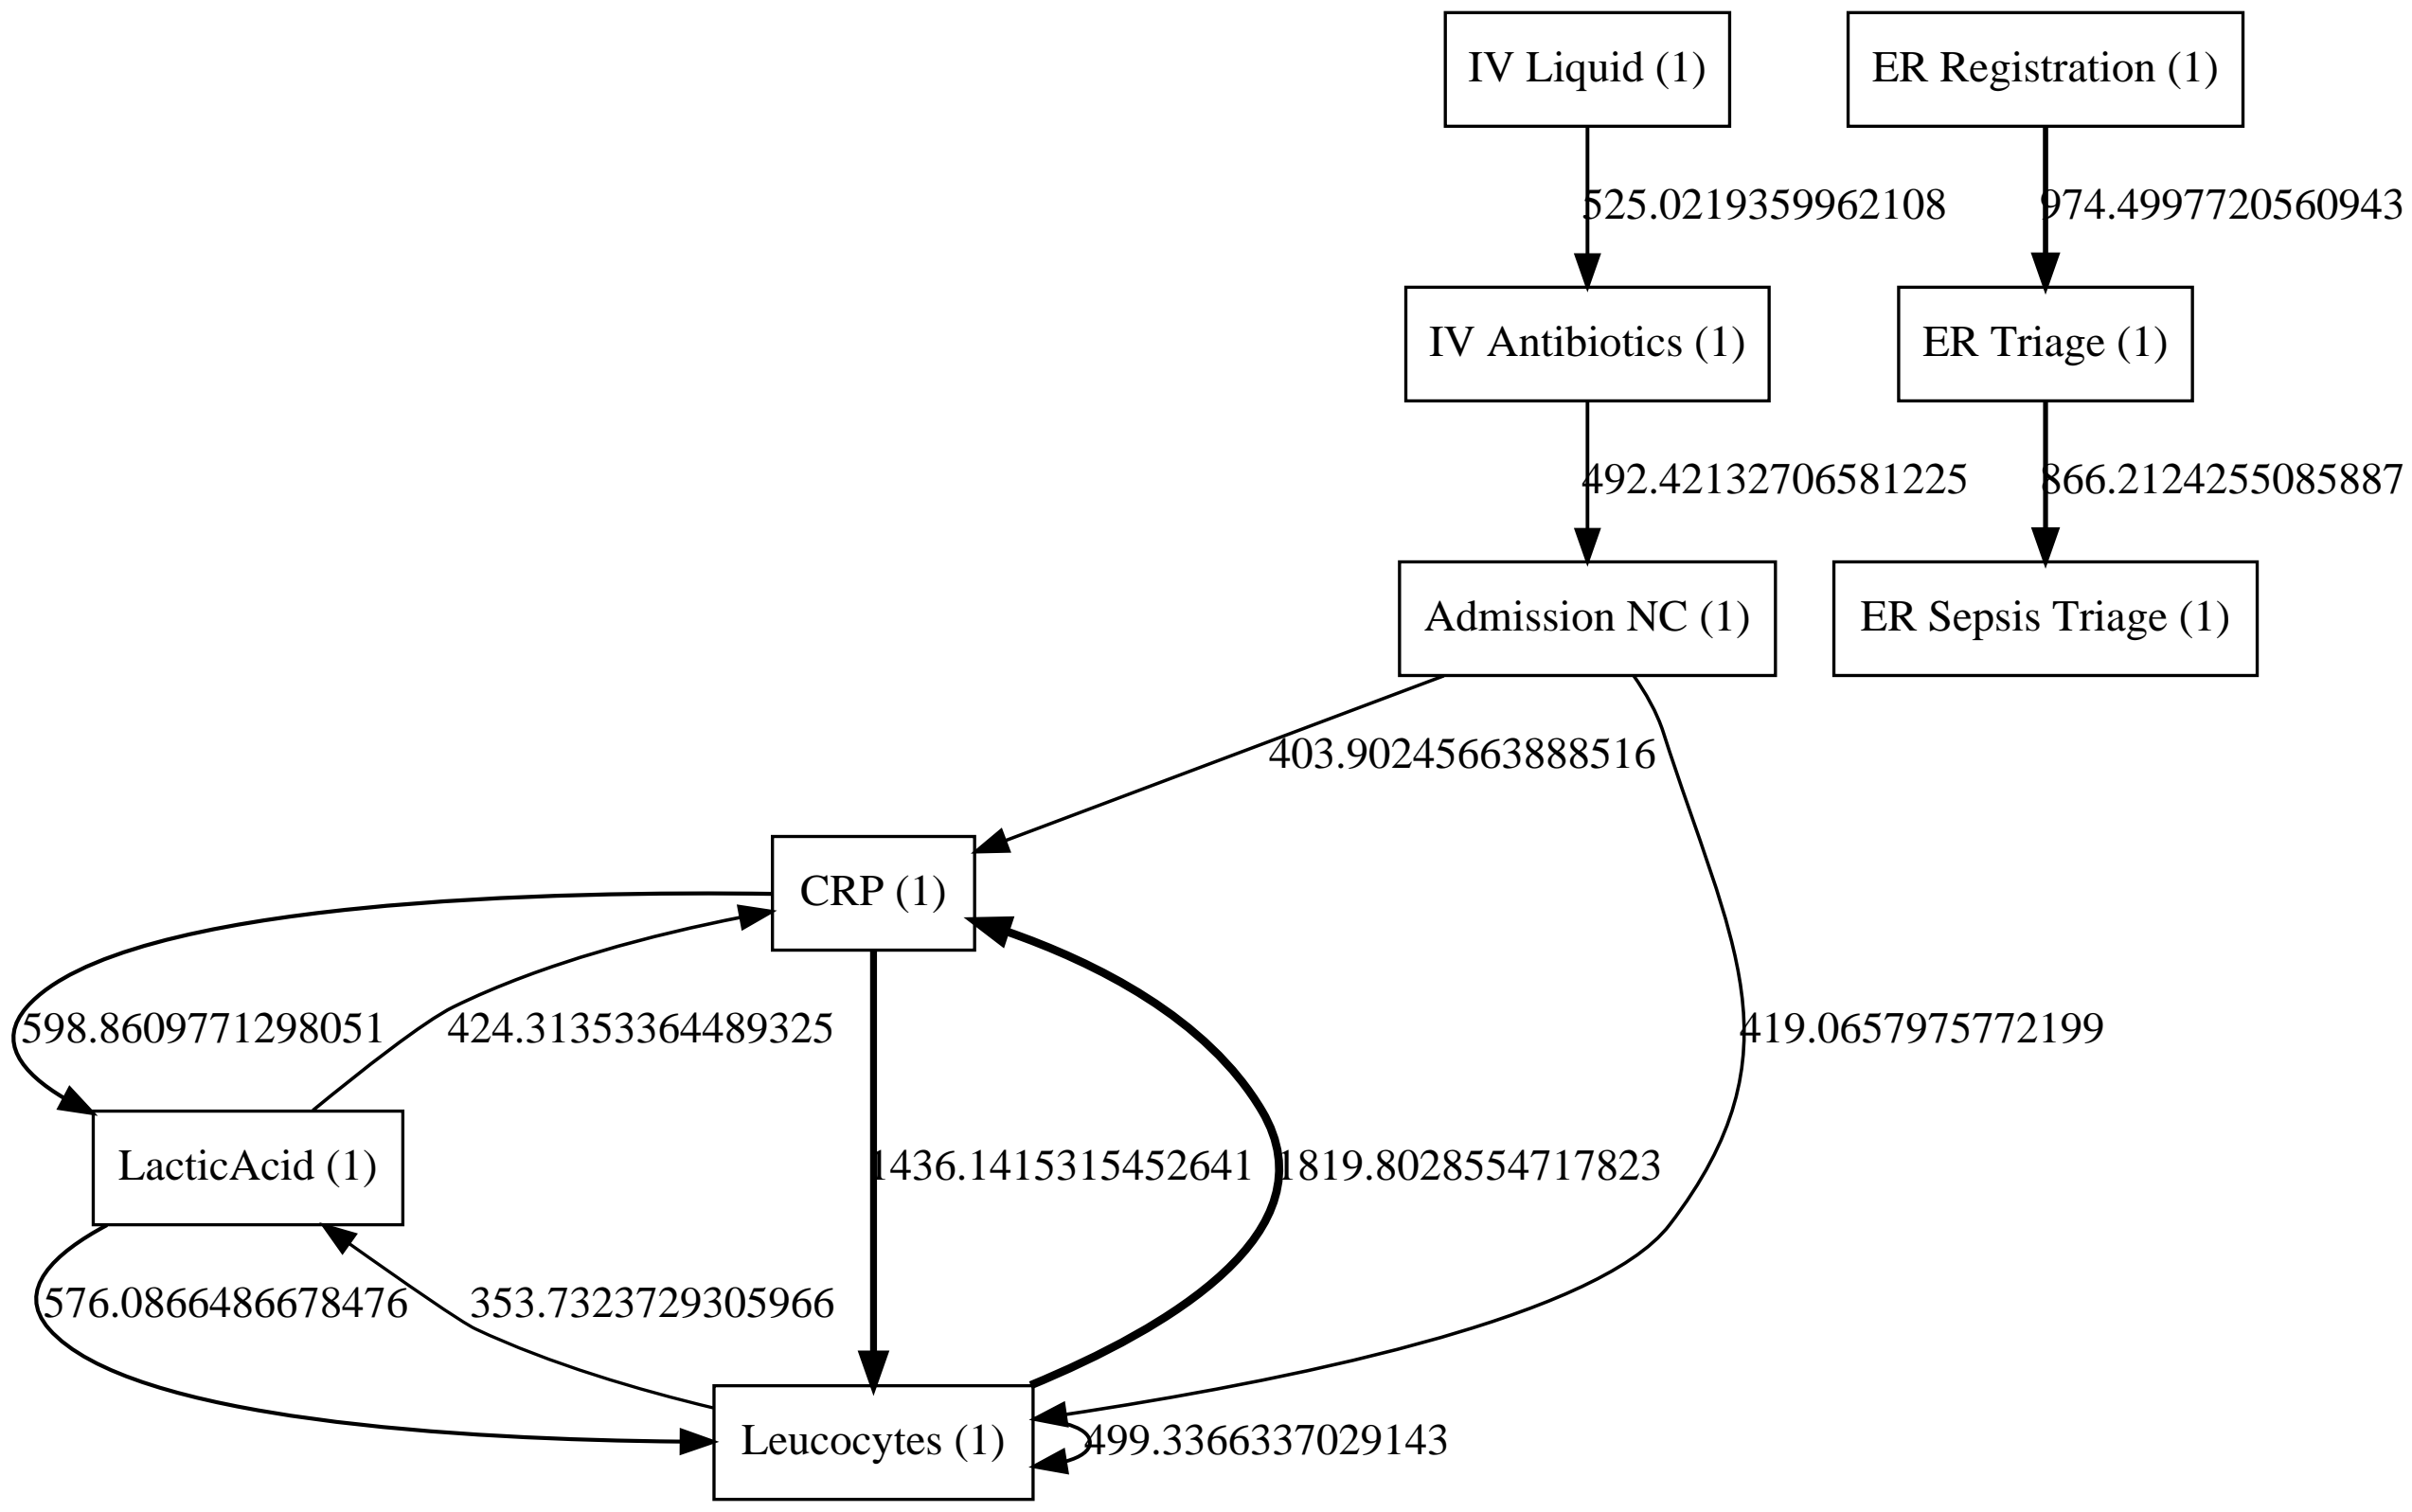 IV Liquid (1)
ER Registration (1)
525.0219359962108
974.4997720560943
IV Antibiotics (1)
ER Triage (1)
492.42132706581225
866.2124255085887
Admission NC (1)
ER Sepsis Triage (1)
403.90245663888516
CRP (1)
598.8609771298051
424.31353364489325
419.0657975772199
LacticAcid (1)
1436.1415315452641
1819.8028554717823
576.0866486678476
353.7323729305966
Leucocytes (1)
499.3366337029143